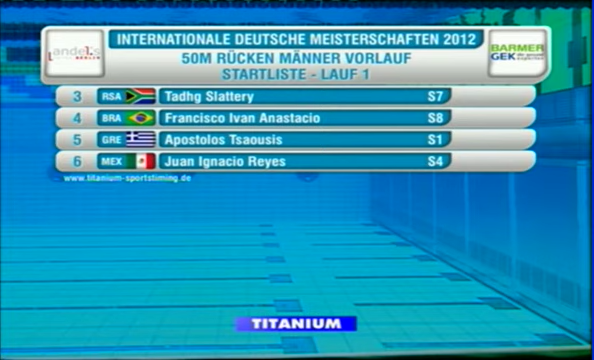 INTERNATIONALE DEUTSCHE MEISTERSCHAFTEN 2012
50M RÜCKEN MÄNNER VORLAUF
STARTLISTE - LAUF 1
BARMER
GEK
BERLIN
3 RSA Tadhg Slattery S7
4 BRA Francisco Ivan Anastacio S8
5 GRE Apostolos Tsaousis S1
6 MEX Juan Ignacio Reyes S4
www.titanium-sportstiming.de
TITANIUM